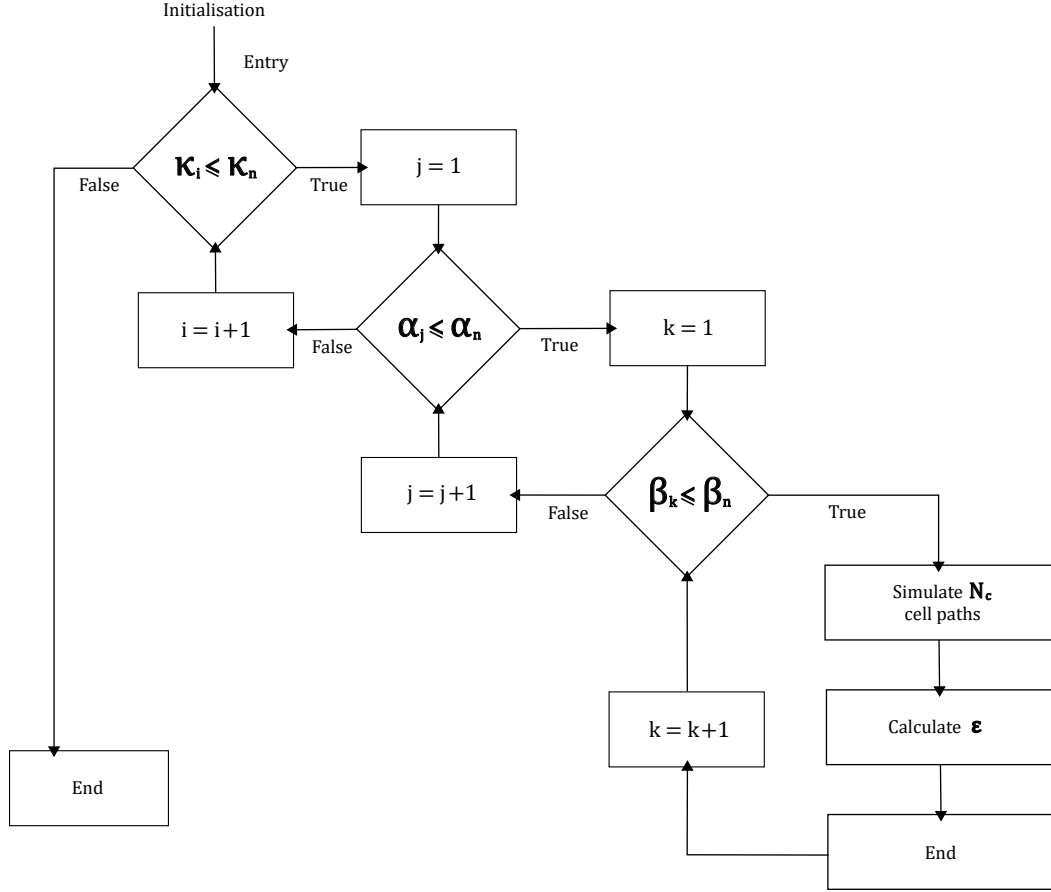 Initialisation
Entry
κᵢ ⩽ κₙ
False
True
j = 1
i = i+1
αⱼ ⩽ αₙ
False
True
k = 1
j = j+1
βₖ ⩽ βₙ
False
True
Simulate N꜀
cell paths
k = k+1
Calculate ε
End
End